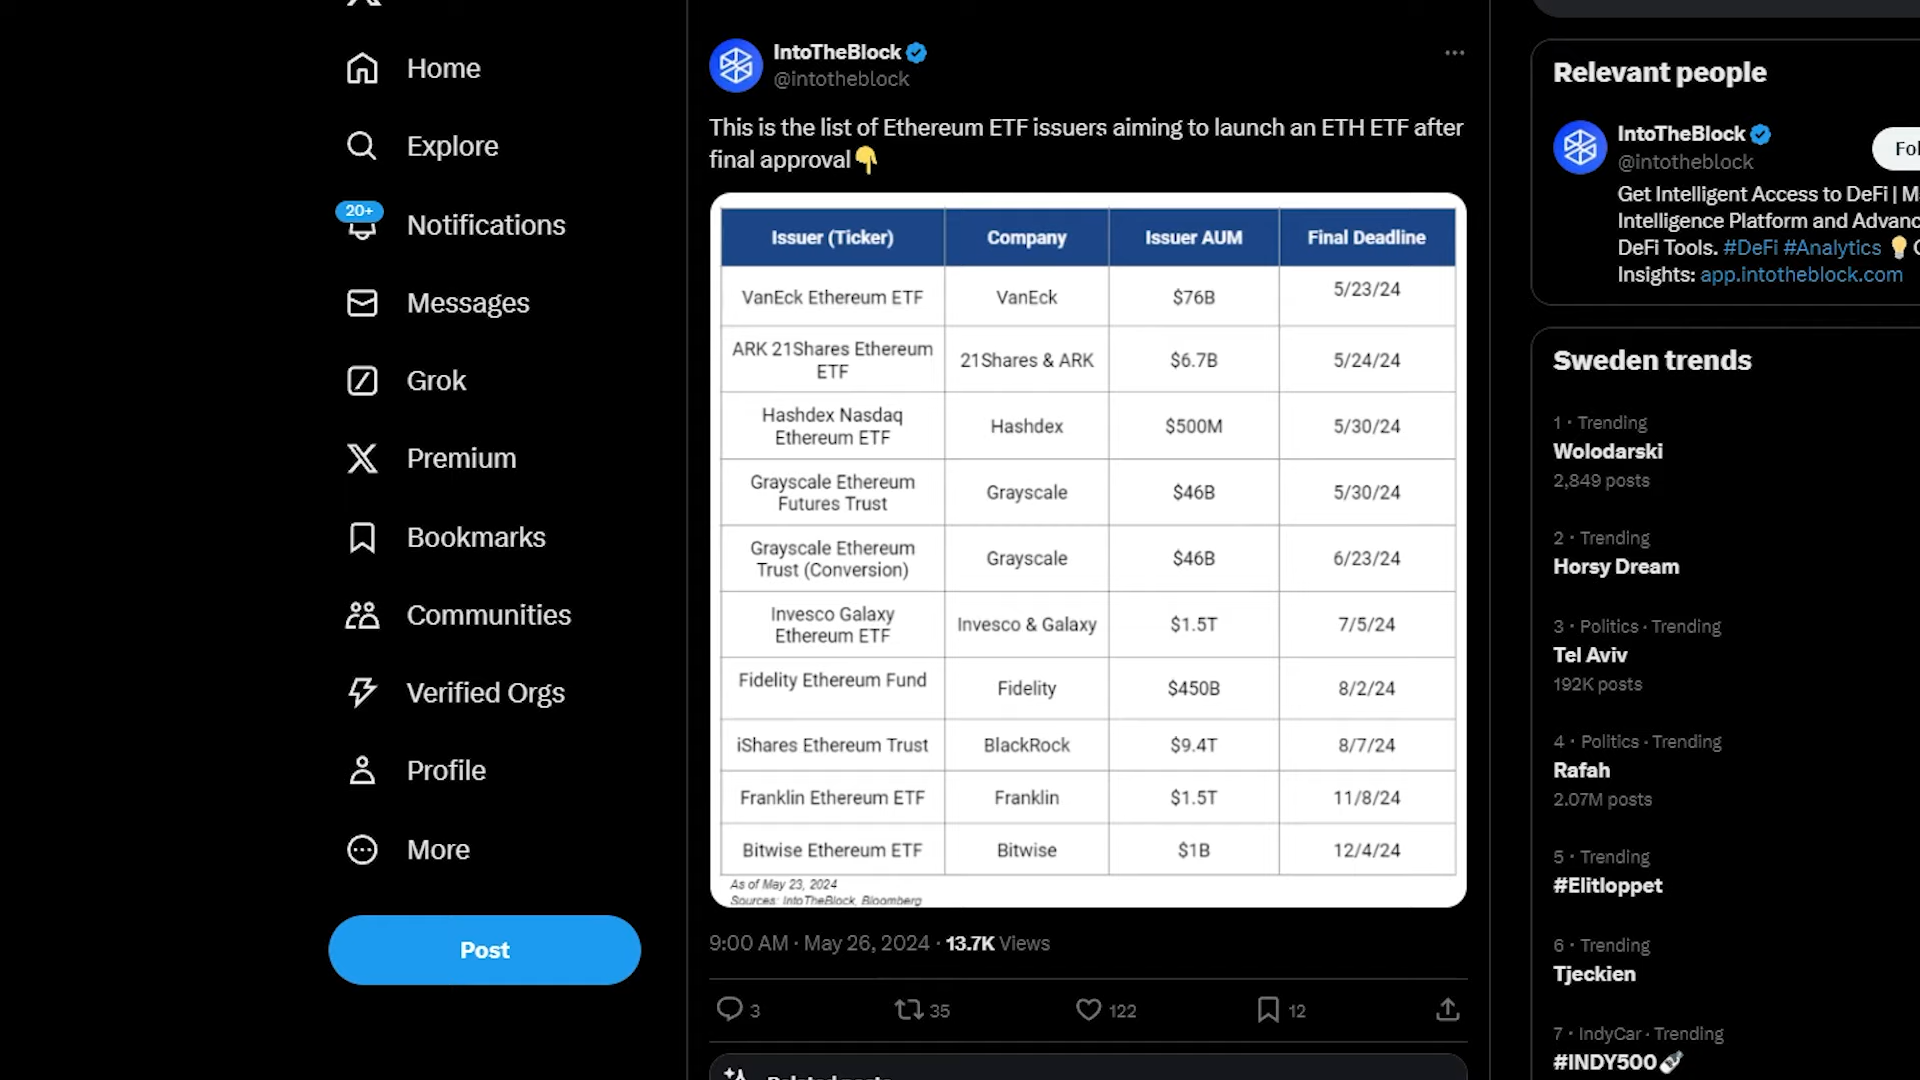 Home
Explore
20+
Notifications
Messages
Grok
Premium
Bookmarks
Communities
Verified Orgs
Profile
More
Post
IntoTheBlock
@intotheblock
This is the list of Ethereum ETF issuers aiming to launch an ETH ETF after
final approval👇
Issuer (Ticker) Company Issuer AUM Final Deadline
VanEck Ethereum ETF VanEck $76B 5/23/24
ARK 21Shares Ethereum
ETF 21Shares & ARK $6.7B 5/24/24
Hashdex Nasdaq
Ethereum ETF Hashdex $500M 5/30/24
Grayscale Ethereum
Futures Trust Grayscale $46B 5/30/24
Grayscale Ethereum
Trust (Conversion) Grayscale $46B 6/23/24
Invesco Galaxy
Ethereum ETF Invesco & Galaxy $1.5T 7/5/24
Fidelity Ethereum Fund Fidelity $450B 8/2/24
iShares Ethereum Trust BlackRock $9.4T 8/7/24
Franklin Ethereum ETF Franklin $1.5T 11/8/24
Bitwise Ethereum ETF Bitwise $1B 12/4/24
As of May 23, 2024
Sources: IntoTheBlock, Bloomberg
9:00 AM · May 26, 2024 · 13.7K Views
3 35 122 12
Relevant people
IntoTheBlock
@intotheblock
Fol
Get Intelligent Access to DeFi | M
Intelligence Platform and Advanc
DeFi Tools. #DeFi #Analytics 💡
Insights: app.intotheblock.com
Sweden trends
1 · Trending
Wolodarski
2,849 posts
2 · Trending
Horsy Dream
3 · Politics · Trending
Tel Aviv
192K posts
4 · Politics · Trending
Rafah
2.07M posts
5 · Trending
#Elitloppet
6 · Trending
Tjeckien
7 · IndyCar · Trending
#INDY500